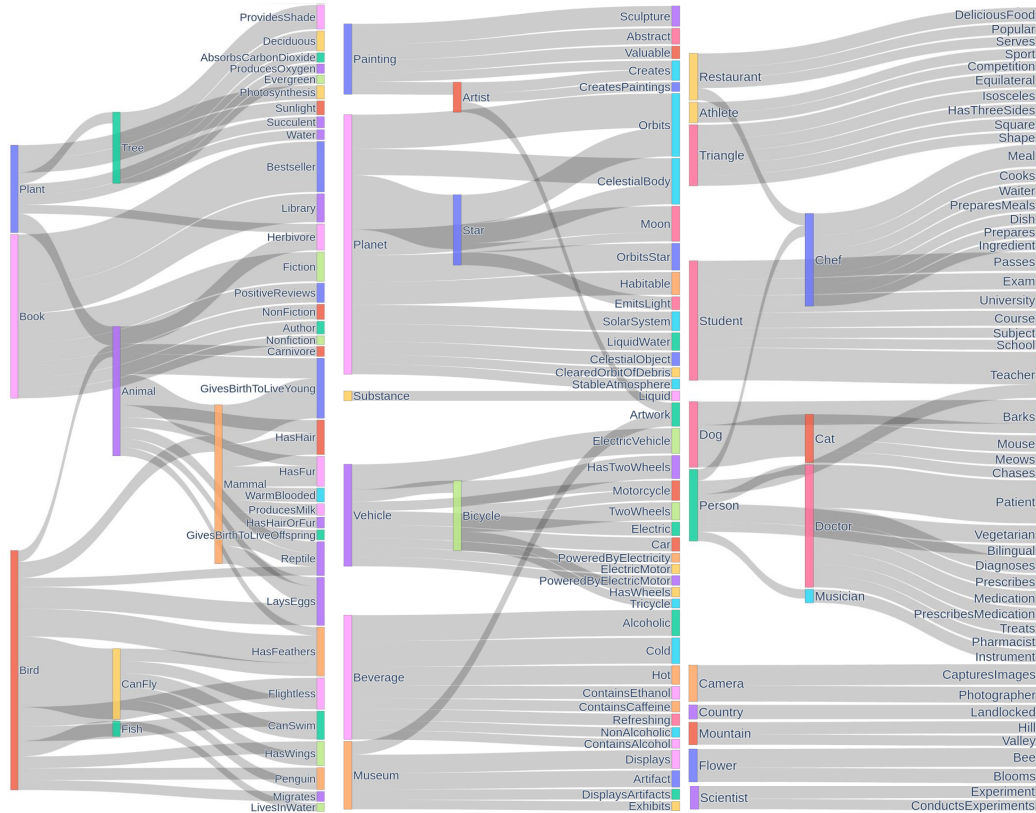 ProvidesShade
Deciduous
AbsorbsCarbonDioxide
ProducesOxygen
Evergreen
Photosynthesis
Sunlight
Succulent
Water
Tree
Bestseller
Plant
Library
Herbivore
Fiction
PositiveReviews
NonFiction
Book
Author
Nonfiction
Carnivore
GivesBirthToLiveYoung
Animal
HasHair
HasFur
Mammal
WarmBlooded
ProducesMilk
HasHairOrFur
GivesBirthToLiveOffspring
Reptile
LaysEggs
HasFeathers
Bird
CanFly
Flightless
CanSwim
Fish
HasWings
Penguin
Migrates
LivesInWater
Sculpture
Abstract
Valuable
Painting
Creates
CreatesPaintings
Artist
Orbits
CelestialBody
Moon
Star
Planet
OrbitsStar
Habitable
EmitsLight
SolarSystem
LiquidWater
CelestialObject
ClearedOrbitOfDebris
StableAtmosphere
Substance
Liquid
Artwork
ElectricVehicle
HasTwoWheels
Motorcycle
TwoWheels
Vehicle
Bicycle
Electric
Car
PoweredByElectricity
ElectricMotor
PoweredByElectricMotor
HasWheels
Tricycle
Alcoholic
Cold
Hot
Beverage
ContainsEthanol
ContainsCaffeine
Refreshing
NonAlcoholic
ContainsAlcohol
Displays
Museum
Artifact
DisplaysArtifacts
Exhibits
DeliciousFood
Popular
Serves
Sport
Competition
Restaurant
Equilateral
Isosceles
HasThreeSides
Athlete
Square
Shape
Triangle
Meal
Cooks
Waiter
PreparesMeals
Dish
Prepares
Ingredient
Chef
Passes
Exam
University
Course
Student
Subject
School
Teacher
Barks
Dog
Cat
Mouse
Meows
Chases
Patient
Person
Doctor
Vegetarian
Bilingual
Diagnoses
Prescribes
Musician
Medication
PrescribesMedication
Treats
Pharmacist
Instrument
CapturesImages
Camera
Photographer
Country
Landlocked
Hill
Mountain
Valley
Bee
Flower
Blooms
Experiment
Scientist
ConductsExperiments